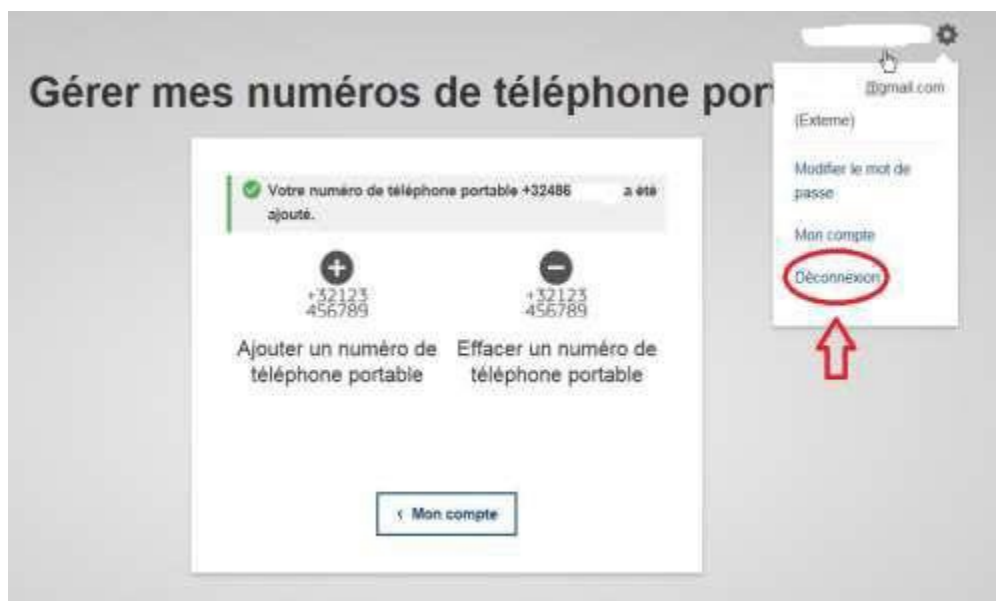 Gérer mes numéros de téléphone por
@gmail.com
(Externe)
Modifier le mot de
passe
Mon compte
Déconnexion
Votre numéro de téléphone portable +32486 a été
ajouté.
+32123
456789
Ajouter un numéro de
téléphone portable
+32123
456789
Effacer un numéro de
téléphone portable
‹ Mon compte